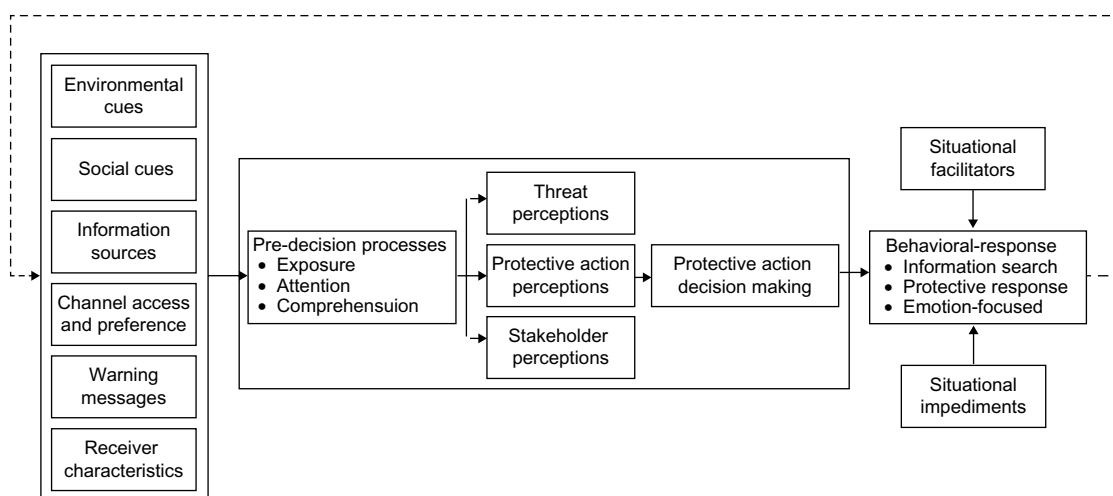 Environmental
cues
Social cues
Information
sources
Channel access
and preference
Warning
messages
Receiver
characteristics
Pre-decision processes
• Exposure
• Attention
• Comprehensuion
Threat
perceptions
Protective action
perceptions
Stakeholder
perceptions
Protective action
decision making
Situational
facilitators
Behavioral-response
• Information search
• Protective response
• Emotion-focused
Situational
impediments